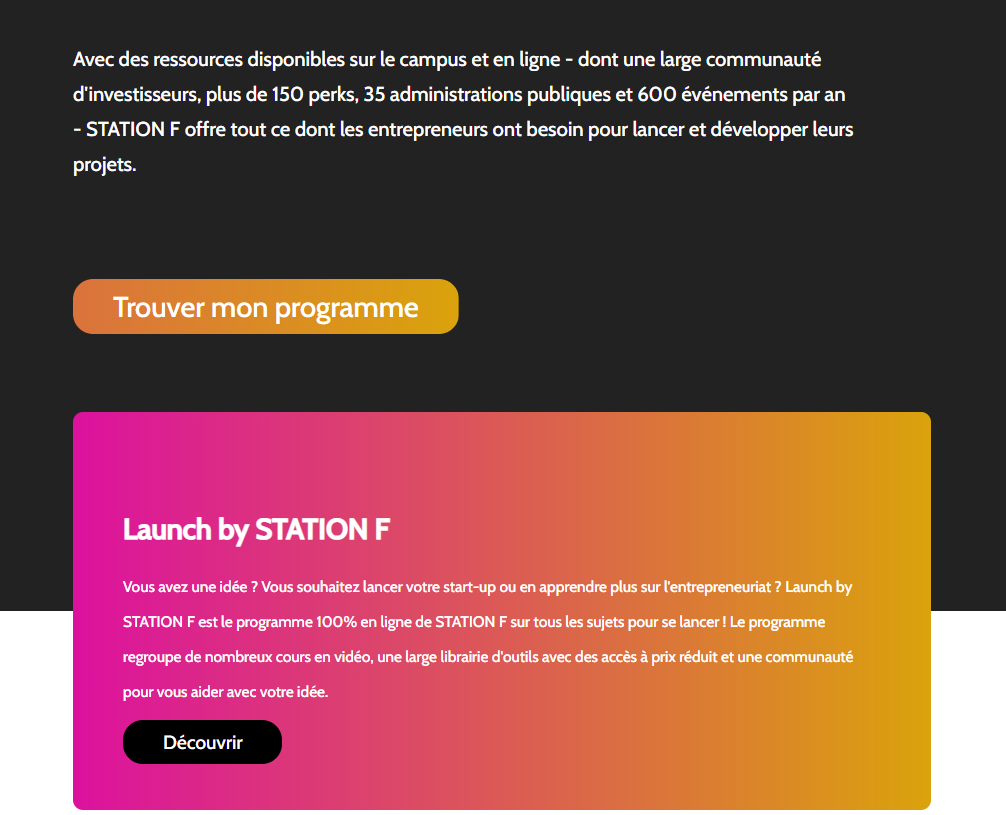 Avec des ressources disponibles sur le campus et en ligne - dont une large communauté
d'investisseurs, plus de 150 perks, 35 administrations publiques et 600 événements par an
- STATION F offre tout ce dont les entrepreneurs ont besoin pour lancer et développer leurs
projets.
Trouver mon programme
Launch by STATION F
Vous avez une idée ? Vous souhaitez lancer votre start-up ou en apprendre plus sur l'entrepreneuriat ? Launch by
STATION F est le programme 100% en ligne de STATION F sur tous les sujets pour se lancer ! Le programme
regroupe de nombreux cours en vidéo, une large librairie d'outils avec des accès à prix réduit et une communauté
pour vous aider avec votre idée.
Découvrir